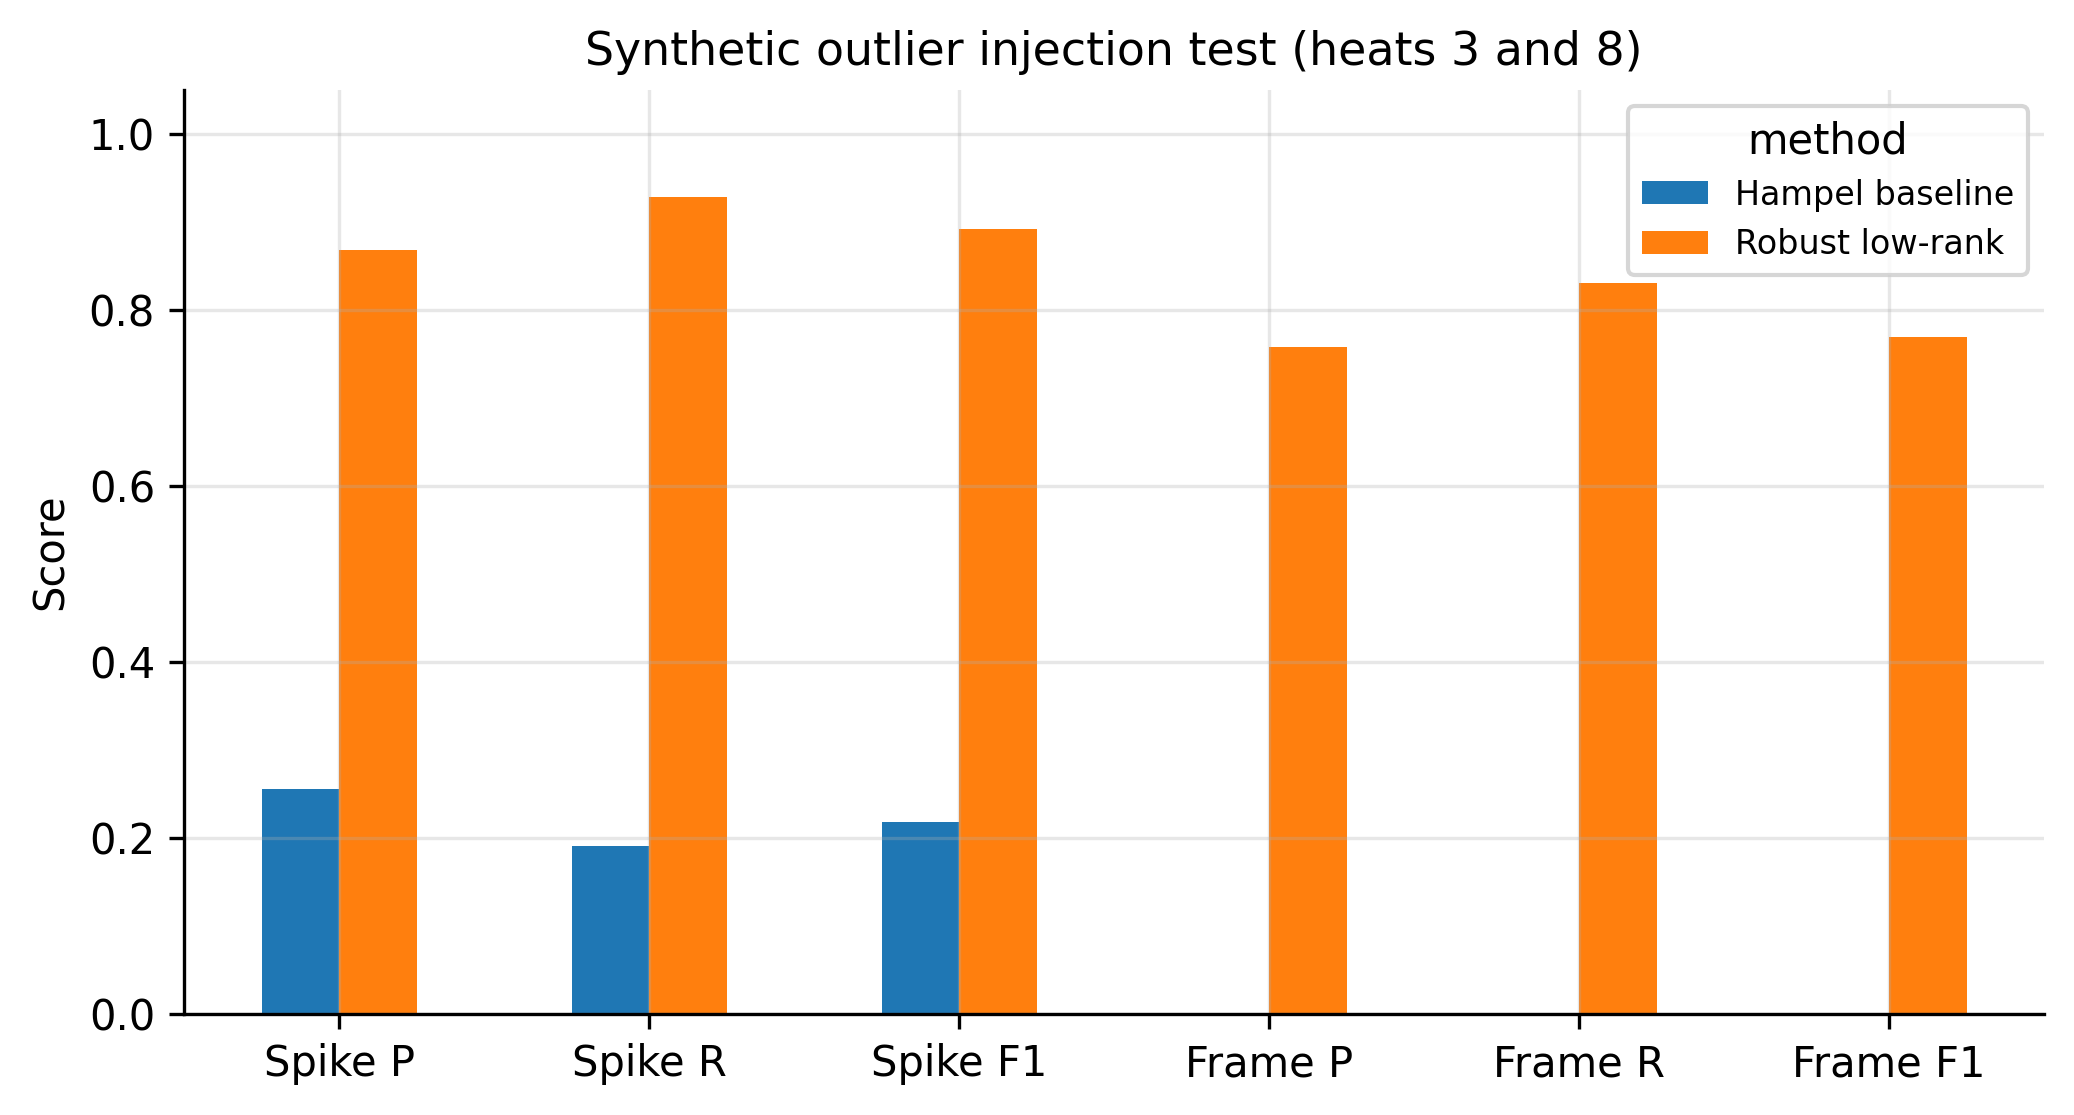 Synthetic outlier injection test (heats 3 and 8)
method
Hampel baseline
Robust low-rank
Score
1.0
0.8
0.6
0.4
0.2
0.0
Spike P
Spike R
Spike F1
Frame P
Frame R
Frame F1